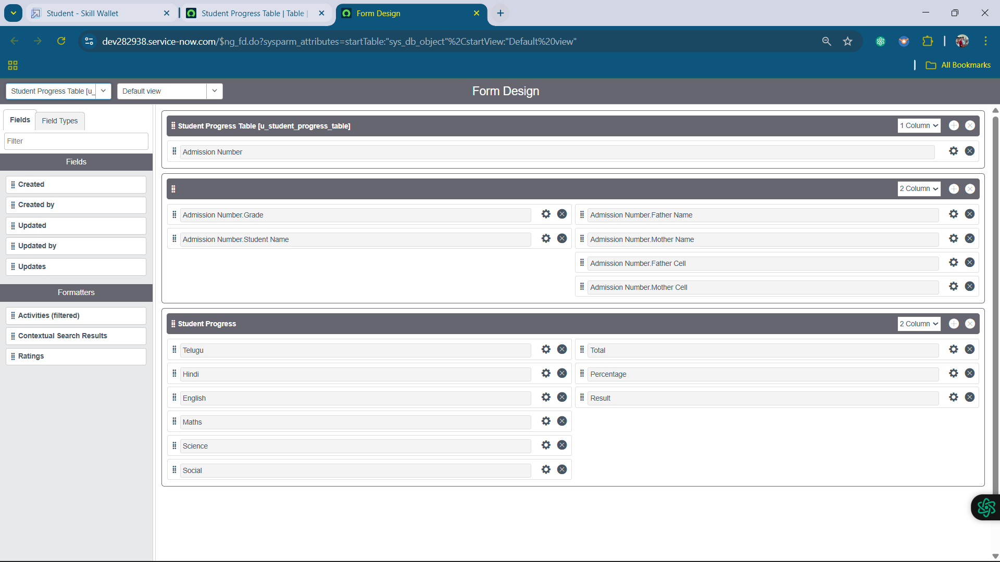 Student - Skill Wallet
Student Progress Table | Table |
Form Design
dev282938.service-now.com/$ng_fd.do?sysparm_attributes=startTable:"sys_db_object"%2CstartView:"Default%20view"
All Bookmarks
Student Progress Table [u_
Default view
Form Design
Fields
Field Types
Filter
Fields
Created
Created by
Updated
Updated by
Updates
Formatters
Activities (filtered)
Contextual Search Results
Ratings
Student Progress Table [u_student_progress_table]
1 Column
Admission Number
2 Column
Admission Number.Grade
Admission Number.Student Name
Admission Number.Father Name
Admission Number.Mother Name
Admission Number.Father Cell
Admission Number.Mother Cell
Student Progress
2 Column
Telugu
Hindi
English
Maths
Science
Social
Total
Percentage
Result